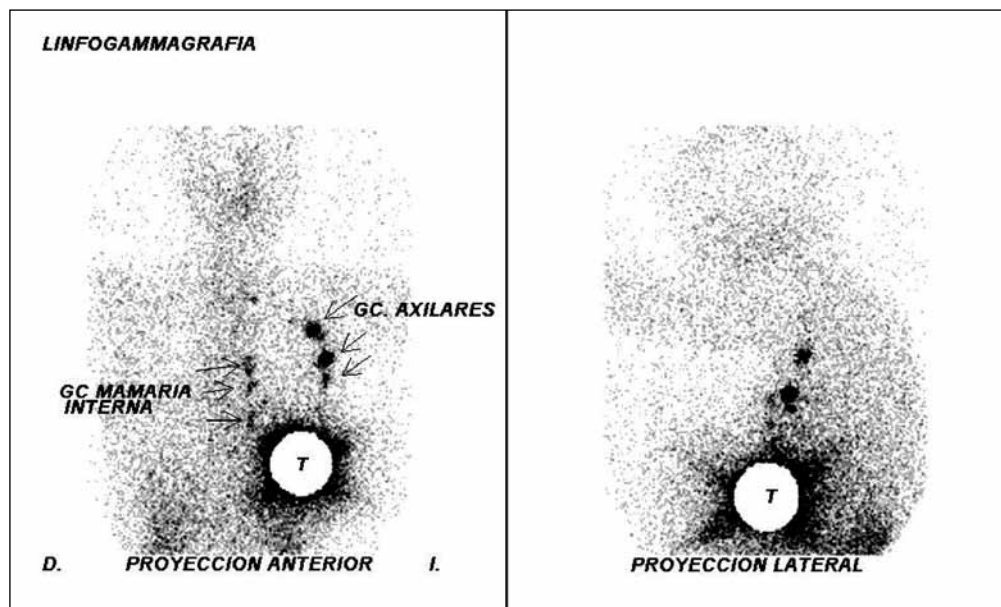 LINFOGAMMAGRAFIA
GC. AXILARES
GC MAMARIA
INTERNA
T
D. PROYECCION ANTERIOR I.
T
PROYECCION LATERAL